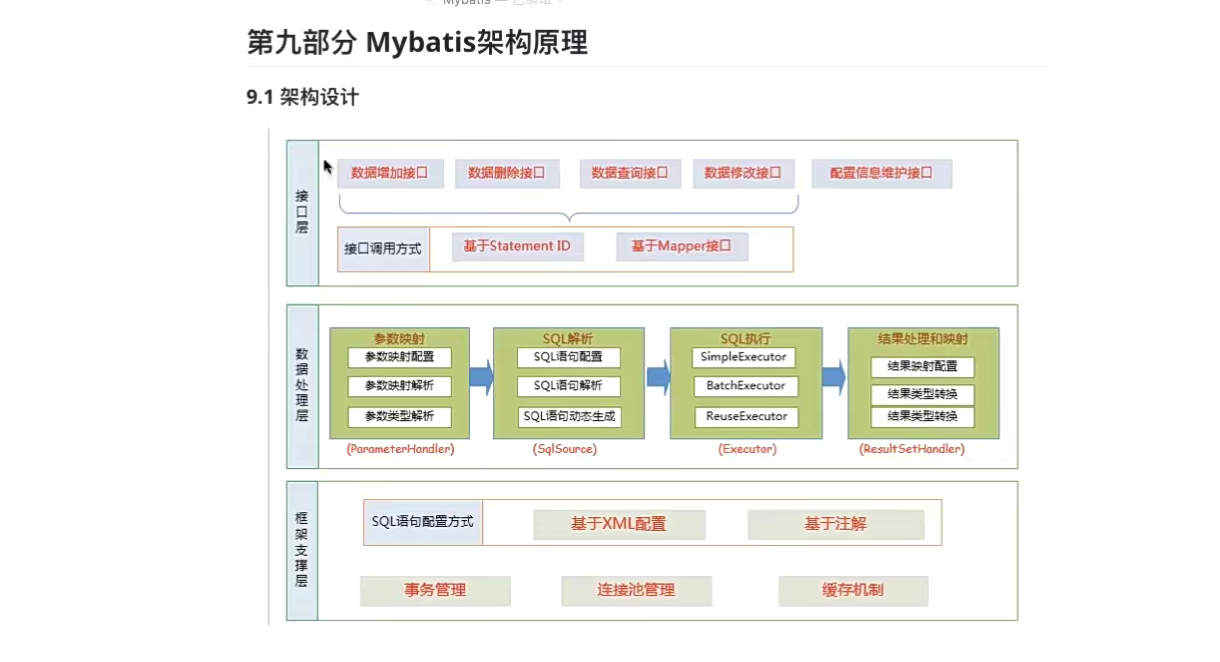 Mybatis — 已编辑
第九部分 Mybatis架构原理
9.1 架构设计
接口层
数据增加接口 数据删除接口 数据查询接口 数据修改接口 配置信息维护接口
接口调用方式 基于Statement ID 基于Mapper接口
数据处理层
参数映射
参数映射配置
参数映射解析
参数类型解析
(ParameterHandler)
SQL解析
SQL语句配置
SQL语句解析
SQL语句动态生成
(SqlSource)
SQL执行
SimpleExecutor
BatchExecutor
ReuseExecutor
(Executor)
结果处理和映射
结果映射配置
结果类型转换
结果类型转换
(ResultSetHandler)
框架支撑层
SQL语句配置方式 基于XML配置 基于注解
事务管理 连接池管理 缓存机制